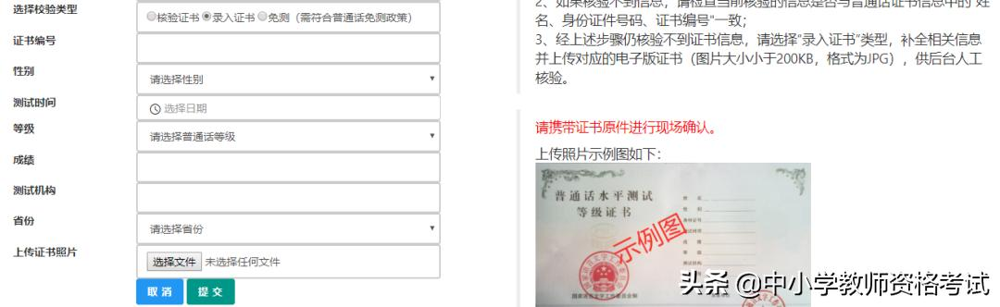 选择校验类型
核验证书 录入证书 免测（需符合普通话免测政策）
证书编号
性别
请选择性别
测试时间
选择日期
等级
请选择普通话等级
成绩
测试机构
省份
请选择省份
上传证书照片
选择文件 未选择任何文件
取 消 提 交
2、如果核验不到信息，请检查当前核验的信息是否与普通话证书信息中的"姓
名、身份证件号码、证书编号"一致；
3、经上述步骤仍核验不到证书信息，请选择"录入证书"类型，补全相关信息
并上传对应的电子版证书（图片大小小于200KB，格式为JPG），供后台人工
核验。
请携带证书原件进行现场确认。
上传照片示例图如下：
普通话水平测试
等级证书
示例图
头条 @中小学教师资格考试